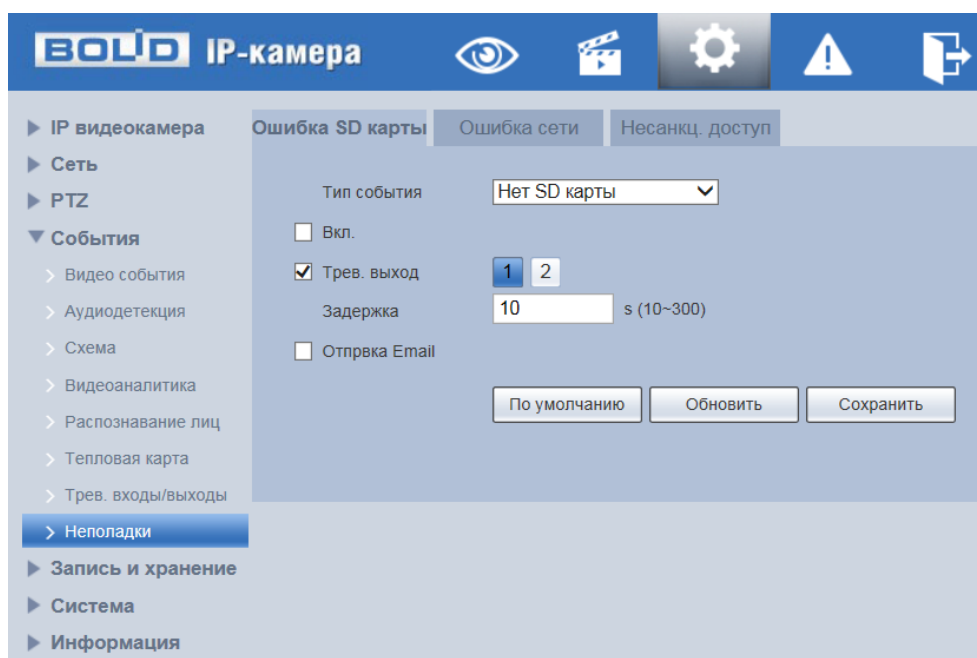 BOLID IP-камера
IP видеокамера
Сеть
PTZ
События
Видео события
Аудиодетекция
Схема
Видеоаналитика
Распознавание лиц
Тепловая карта
Трев. входы/выходы
Неполадки
Запись и хранение
Система
Информация
Ошибка SD карты Ошибка сети Несанкц. доступ
Тип события Нет SD карты
Вкл.
Трев. выход 1 2
Задержка 10 s (10~300)
Отпрвка Email
По умолчанию Обновить Сохранить